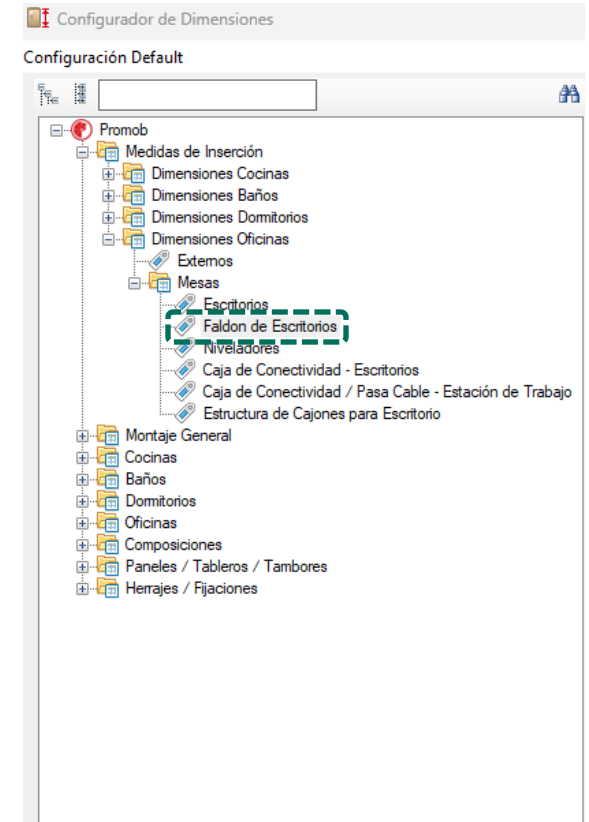 Configurador de Dimensiones
Configuración Default
Promob
Medidas de Inserción
Dimensiones Cocinas
Dimensiones Baños
Dimensiones Dormitorios
Dimensiones Oficinas
Externos
Mesas
Escritorios
Faldon de Escritorios
Niveladores
Caja de Conectividad - Escritorios
Caja de Conectividad / Pasa Cable - Estación de Trabajo
Estructura de Cajones para Escritorio
Montaje General
Cocinas
Baños
Dormitorios
Oficinas
Composiciones
Paneles / Tableros / Tambores
Herrajes / Fijaciones